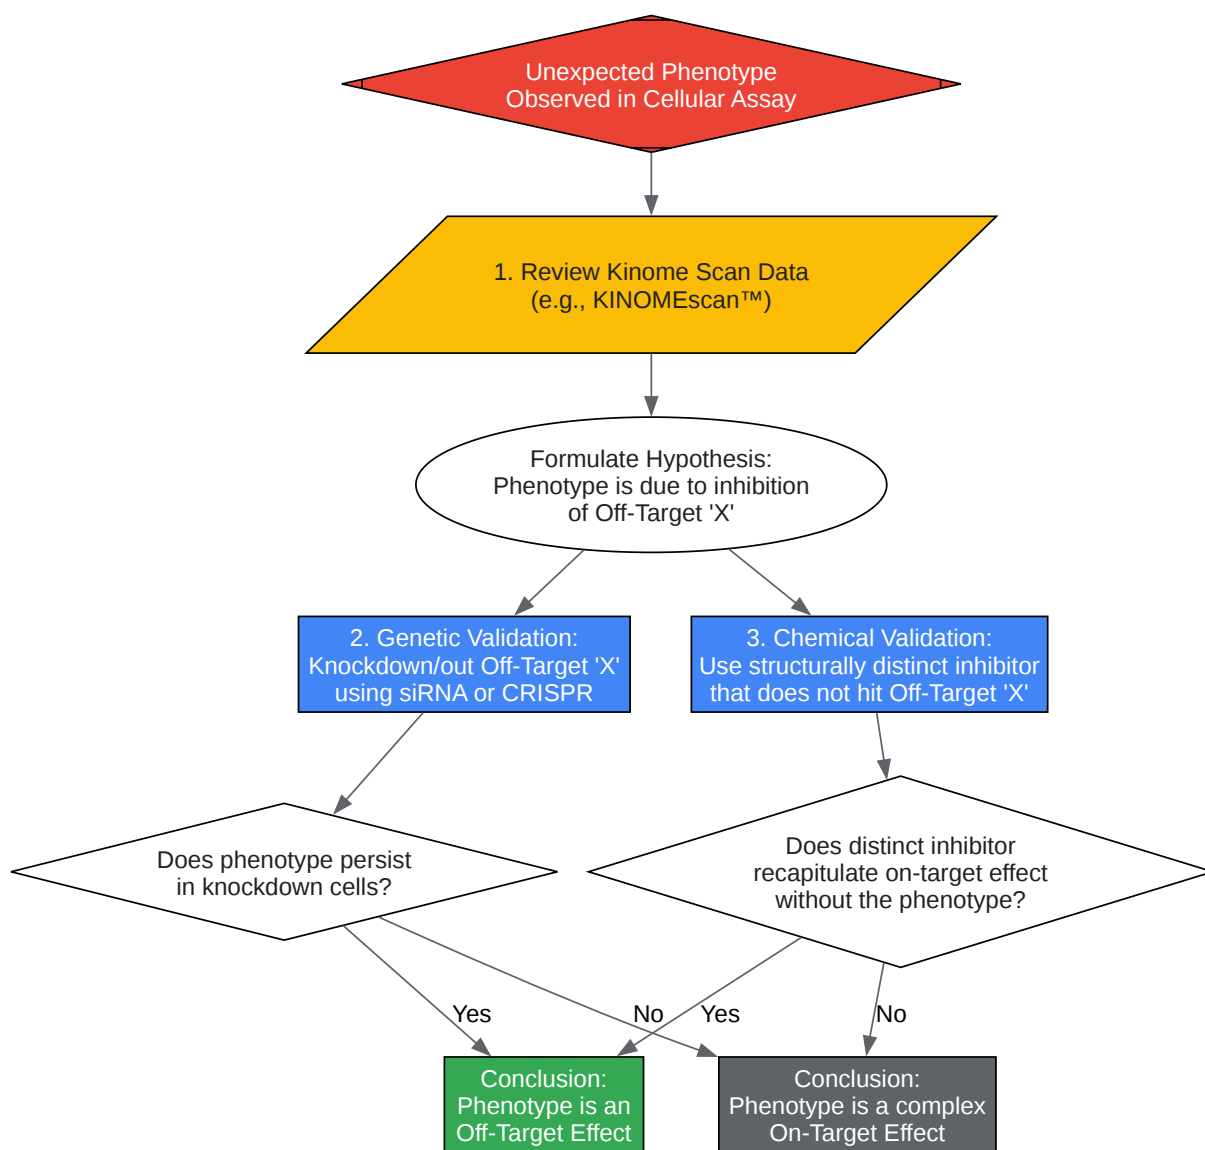 Unexpected Phenotype
Observed in Cellular Assay
1. Review Kinome Scan Data
(e.g., KINOMEscan™)
Formulate Hypothesis:
Phenotype is due to inhibition
of Off-Target 'X'
2. Genetic Validation:
Knockdown/out Off-Target 'X'
using siRNA or CRISPR
3. Chemical Validation:
Use structurally distinct inhibitor
that does not hit Off-Target 'X'
Does phenotype persist
in knockdown cells?
Does distinct inhibitor
recapitulate on-target effect
without the phenotype?
Yes
No
Yes
No
Conclusion:
Phenotype is an
Off-Target Effect
Conclusion:
Phenotype is a complex
On-Target Effect